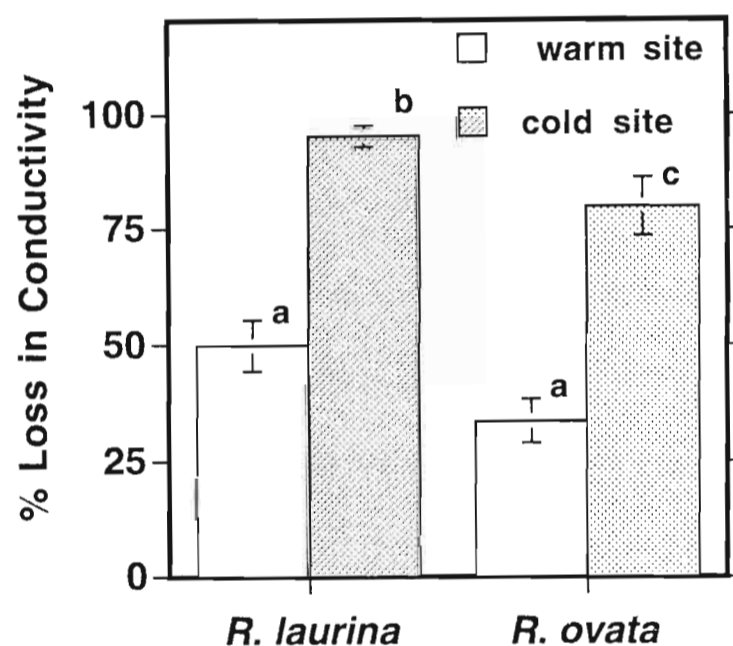 % Loss in Conductivity
warm site
cold site
100
75
50
25
0
b
c
a
a
R. laurina
R. ovata